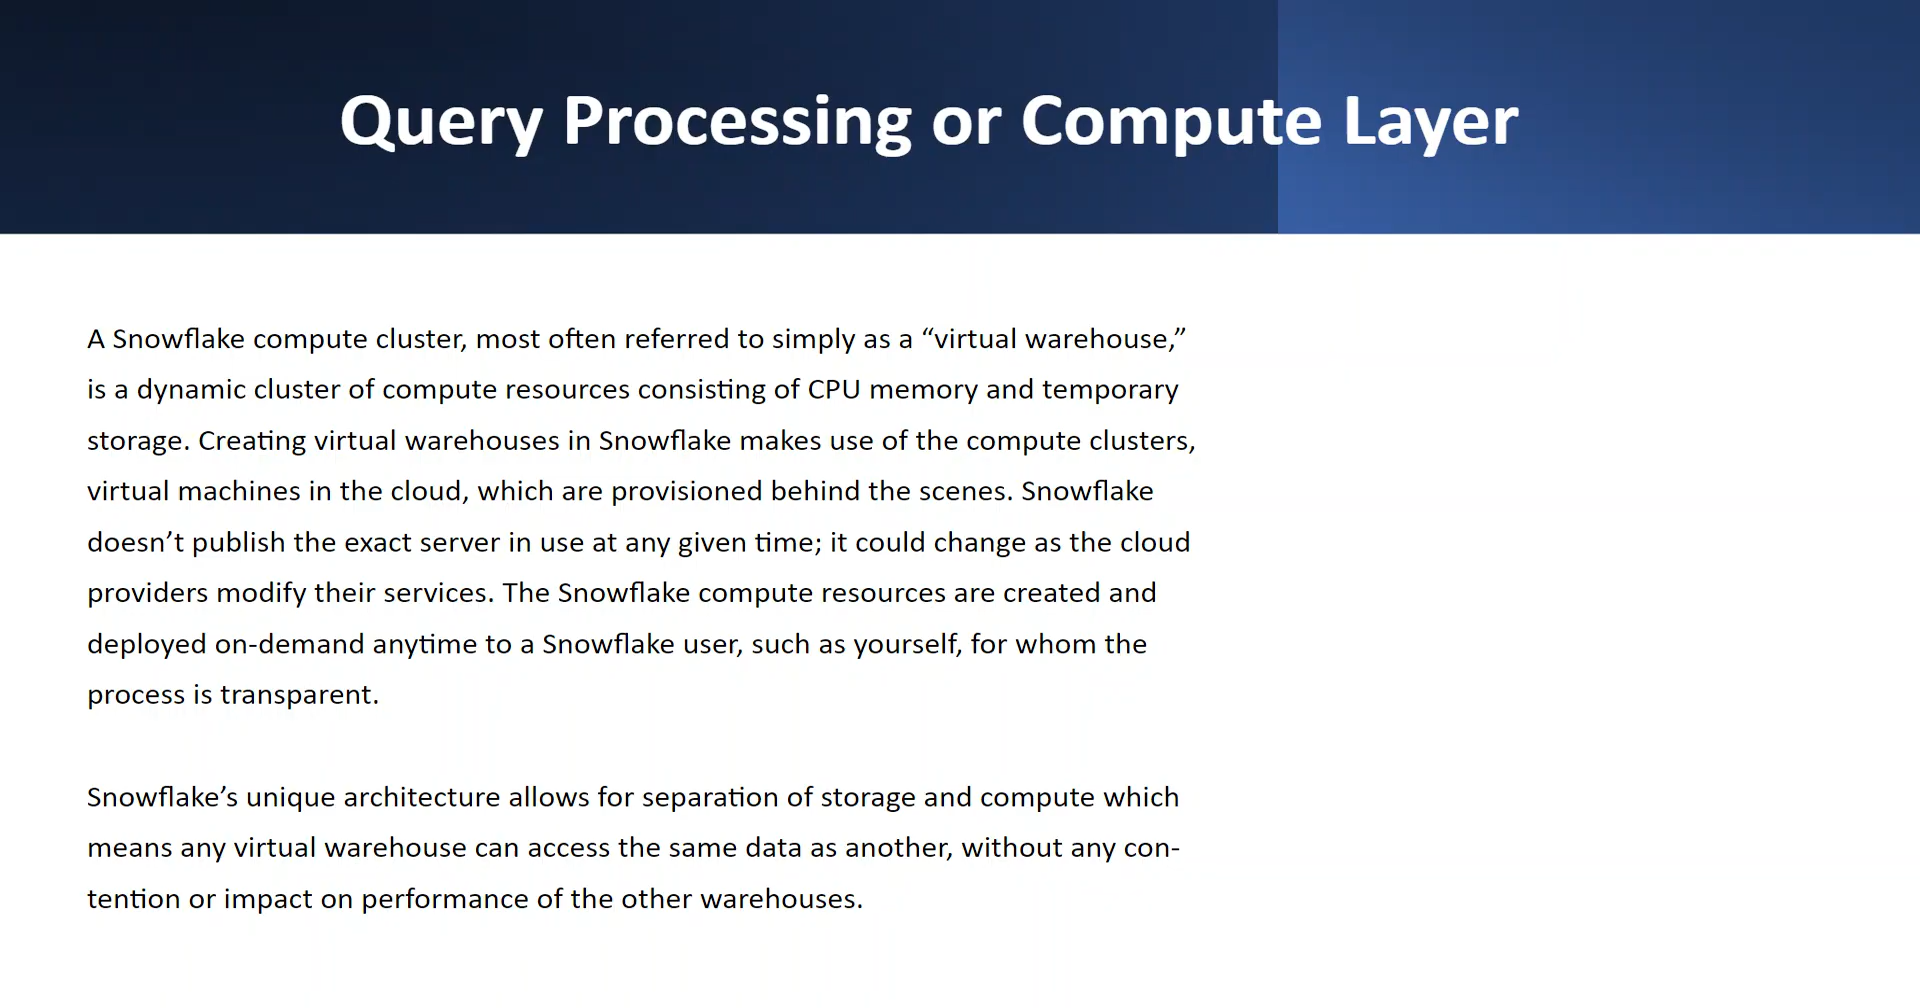 Query Processing or Compute Layer
A Snowflake compute cluster, most often referred to simply as a “virtual warehouse,”
is a dynamic cluster of compute resources consisting of CPU memory and temporary
storage. Creating virtual warehouses in Snowflake makes use of the compute clusters,
virtual machines in the cloud, which are provisioned behind the scenes. Snowflake
doesn’t publish the exact server in use at any given time; it could change as the cloud
providers modify their services. The Snowflake compute resources are created and
deployed on-demand anytime to a Snowflake user, such as yourself, for whom the
process is transparent.
Snowflake’s unique architecture allows for separation of storage and compute which
means any virtual warehouse can access the same data as another, without any con-
tention or impact on performance of the other warehouses.